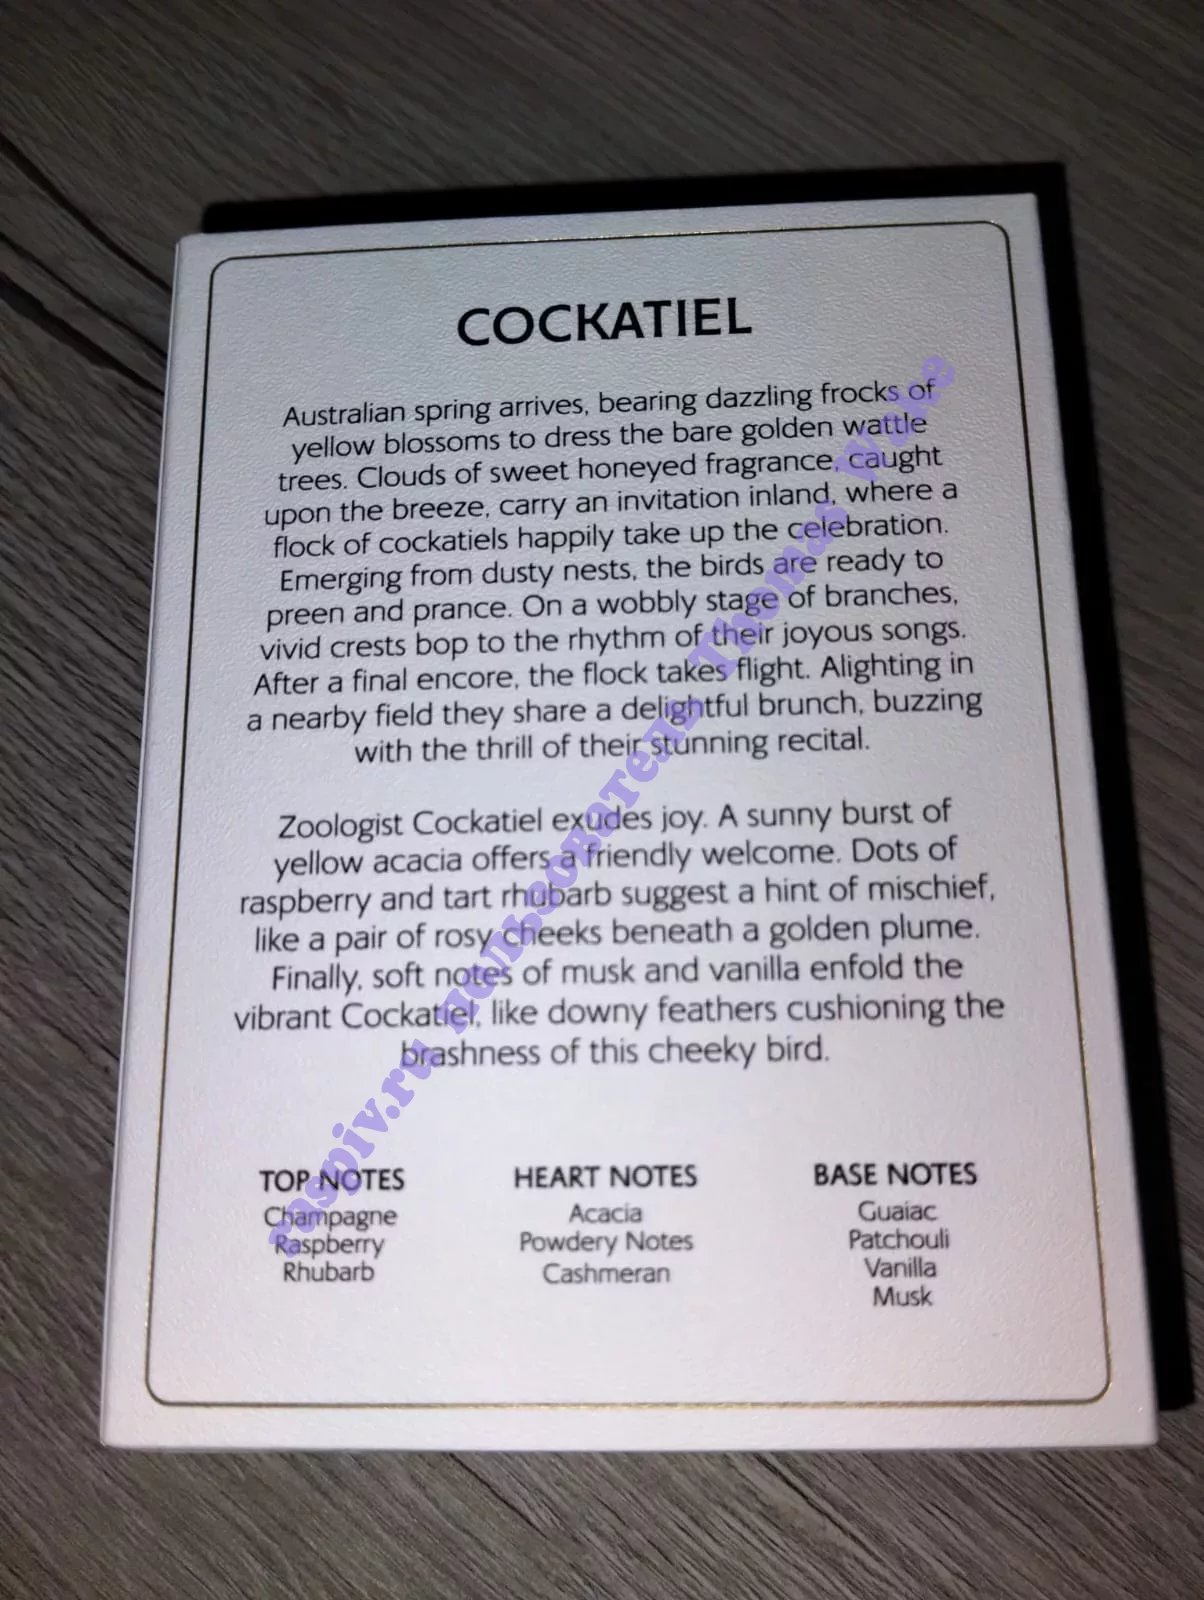 COCKATIEL
Australian spring arrives, bearing dazzling frocks of
yellow blossoms to dress the bare golden wattle
trees. Clouds of sweet honeyed fragrance, caught
upon the breeze, carry an invitation inland, where a
flock of cockatiels happily take up the celebration.
Emerging from dusty nests, the birds are ready to
preen and prance. On a wobbly stage of branches,
vivid crests bop to the rhythm of their joyous songs.
After a final encore, the flock takes flight. Alighting in
a nearby field they share a delightful brunch, buzzing
with the thrill of their stunning recital.
Zoologist Cockatiel exudes joy. A sunny burst of
yellow acacia offers a friendly welcome. Dots of
raspberry and tart rhubarb suggest a hint of mischief,
like a pair of rosy cheeks beneath a golden plume.
Finally, soft notes of musk and vanilla enfold the
vibrant Cockatiel, like downy feathers cushioning the
brashness of this cheeky bird.
TOP NOTES
Champagne
Raspberry
Rhubarb
HEART NOTES
Acacia
Powdery Notes
Cashmeran
BASE NOTES
Guaiac
Patchouli
Vanilla
Musk
raspiv.ru пользователь Thomas Wake